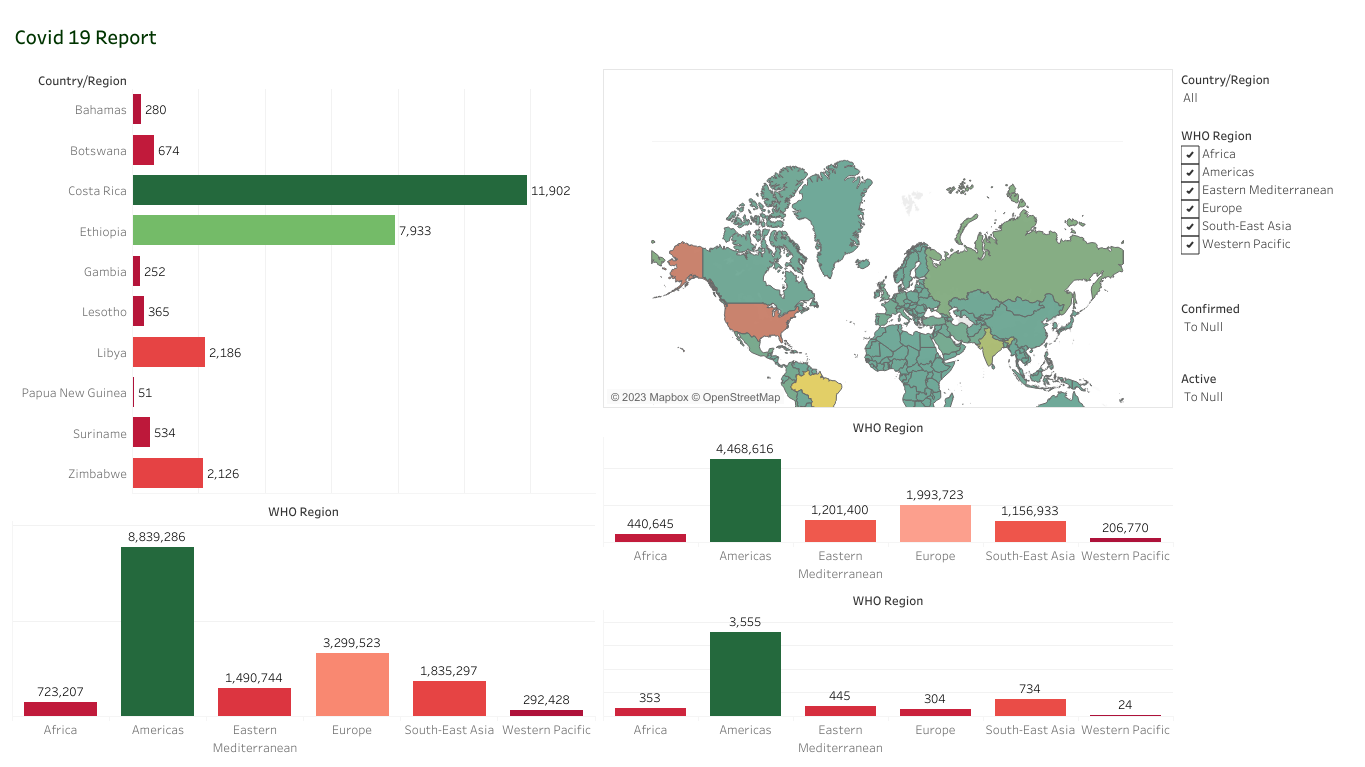 Covid 19 Report
Country/Region
Bahamas 280
Botswana 674
Costa Rica 11,902
Ethiopia 7,933
Gambia 252
Lesotho 365
Libya 2,186
Papua New Guinea 51
Suriname 534
Zimbabwe 2,126
© 2023 Mapbox © OpenStreetMap
Country/Region
All
WHO Region
Africa
Americas
Eastern Mediterranean
Europe
South-East Asia
Western Pacific
Confirmed
To Null
Active
To Null
WHO Region
723,207 8,839,286 1,490,744 3,299,523 1,835,297 292,428
Africa Americas Eastern Europe South-East Asia Western Pacific
Mediterranean
WHO Region
440,645 4,468,616 1,201,400 1,993,723 1,156,933 206,770
Africa Americas Eastern Europe South-East Asia Western Pacific
Mediterranean
WHO Region
353 3,555 445 304 734 24
Africa Americas Eastern Europe South-East Asia Western Pacific
Mediterranean